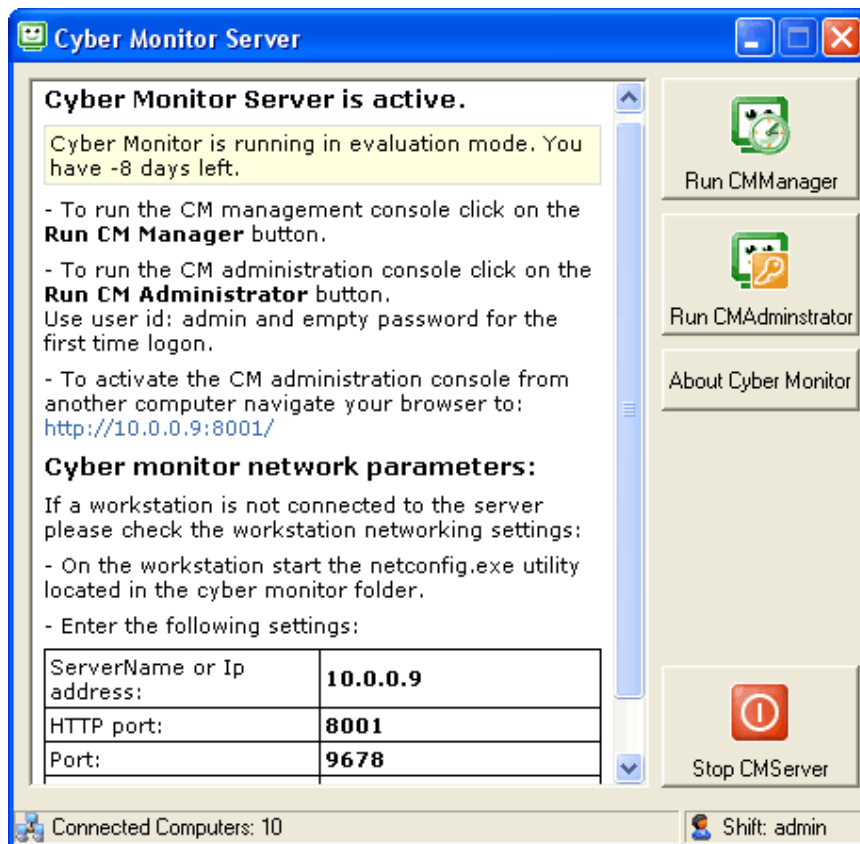 Cyber Monitor Server
Cyber Monitor Server is active.
Cyber Monitor is running in evaluation mode. You
have -8 days left.
- To run the CM management console click on the
Run CM Manager button.
- To run the CM administration console click on the
Run CM Administrator button.
Use user id: admin and empty password for the
first time logon.
- To activate the CM administration console from
another computer navigate your browser to:
http://10.0.0.9:8001/
Cyber monitor network parameters:
If a workstation is not connected to the server
please check the workstation networking settings:
- On the workstation start the netconfig.exe utility
located in the cyber monitor folder.
- Enter the following settings:
ServerName or Ip
address: 10.0.0.9
HTTP port: 8001
Port: 9678
Run CMManager
Run CMAdminstrator
About Cyber Monitor
Stop CMServer
Connected Computers: 10
Shift: admin